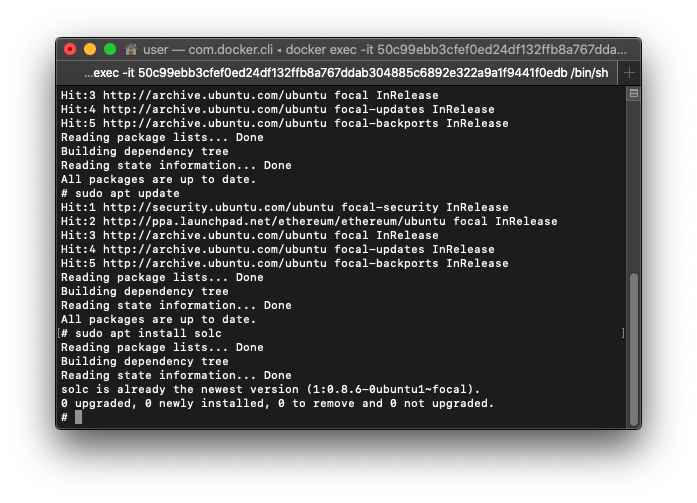 user — com.docker.cli ◂ docker exec -it 50c99ebb3cfef0ed24df132ffb8a767dda...
...exec -it 50c99ebb3cfef0ed24df132ffb8a767ddab304885c6892e322a9a1f9441f0edb /bin/sh
Hit:3 http://archive.ubuntu.com/ubuntu focal InRelease
Hit:4 http://archive.ubuntu.com/ubuntu focal-updates InRelease
Hit:5 http://archive.ubuntu.com/ubuntu focal-backports InRelease
Reading package lists... Done
Building dependency tree
Reading state information... Done
All packages are up to date.
# sudo apt update
Hit:1 http://security.ubuntu.com/ubuntu focal-security InRelease
Hit:2 http://ppa.launchpad.net/ethereum/ethereum/ubuntu focal InRelease
Hit:3 http://archive.ubuntu.com/ubuntu focal InRelease
Hit:4 http://archive.ubuntu.com/ubuntu focal-updates InRelease
Hit:5 http://archive.ubuntu.com/ubuntu focal-backports InRelease
Reading package lists... Done
Building dependency tree
Reading state information... Done
All packages are up to date.
[# sudo apt install solc ]
Reading package lists... Done
Building dependency tree
Reading state information... Done
solc is already the newest version (1:0.8.6-0ubuntu1~focal).
0 upgraded, 0 newly installed, 0 to remove and 0 not upgraded.
#